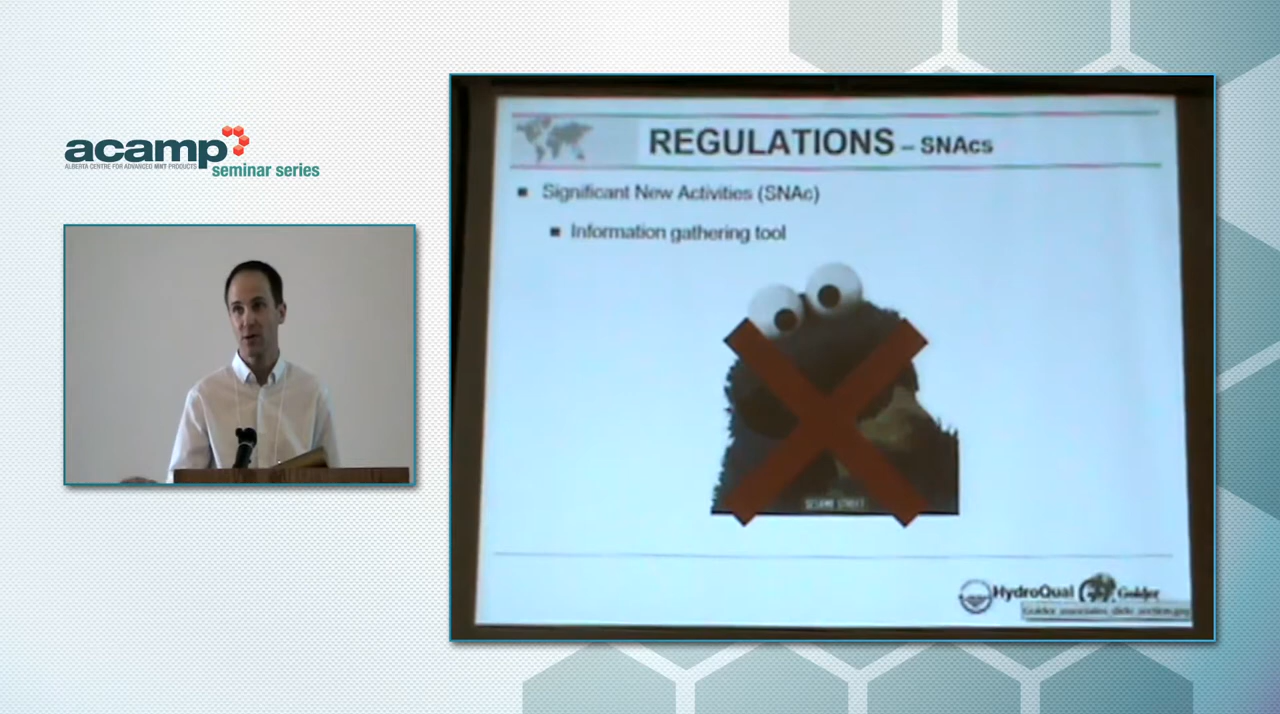 acamp
ALBERTA CENTRE FOR ADVANCED MNT PRODUCTS
seminar series
REGULATIONS – SNAcs
■ Significant New Activities (SNAc)
■ Information gathering tool
SESAME STREET
HydroQual
Golder